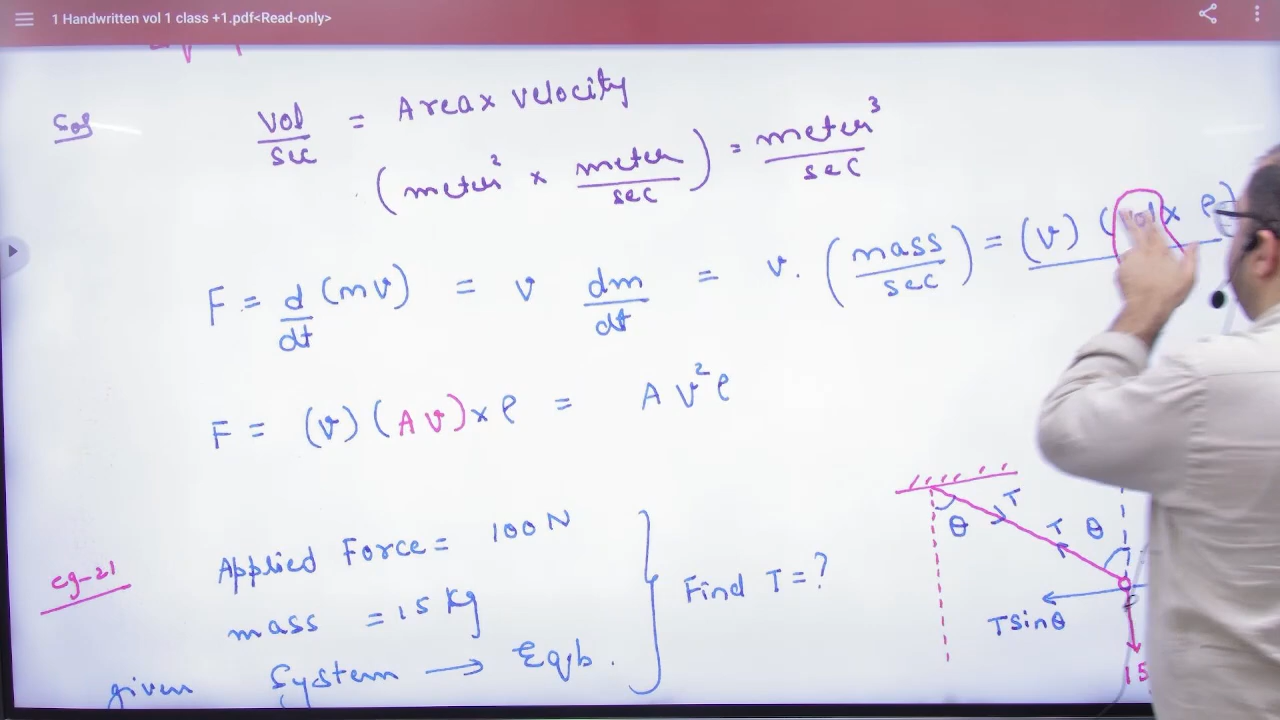 1 Handwritten vol 1 class +1.pdf<Read-only>
Sol
Vol/sec = Area x velocity
(meter² x meter/sec) = meter³/sec
F = d/dt (mv) = v dm/dt = v. (mass/sec) = (v) ( x ρ)
F = (v) (A v) x ρ = A v² ρ
eg-21
Applied Force = 100 N
mass = 15 kg
given System → Eqb.
Find T = ?
θ T
T θ
T sin θ
15